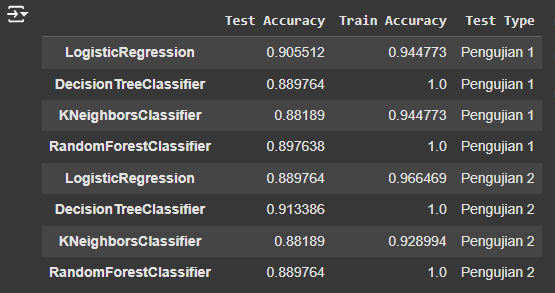 Test Accuracy Train Accuracy Test Type
LogisticRegression 0.905512 0.944773 Pengujian 1
DecisionTreeClassifier 0.889764 1.0 Pengujian 1
KNeighborsClassifier 0.88189 0.944773 Pengujian 1
RandomForestClassifier 0.897638 1.0 Pengujian 1
LogisticRegression 0.889764 0.966469 Pengujian 2
DecisionTreeClassifier 0.913386 1.0 Pengujian 2
KNeighborsClassifier 0.88189 0.928994 Pengujian 2
RandomForestClassifier 0.889764 1.0 Pengujian 2